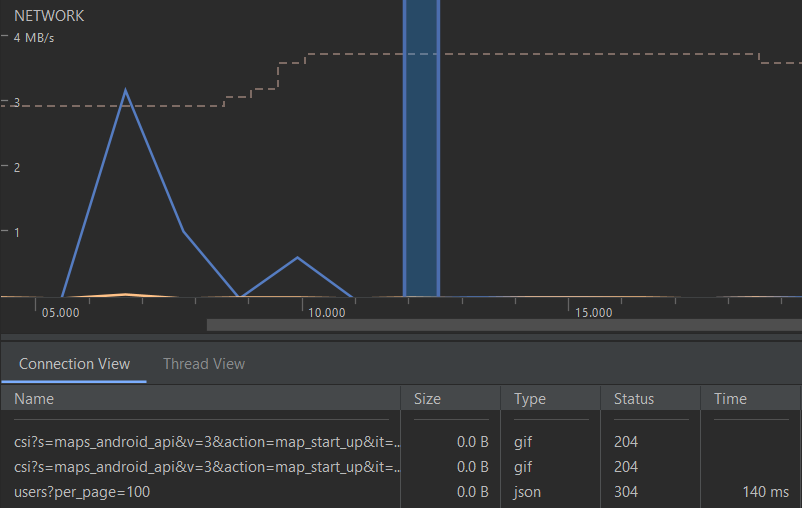 NETWORK
4 MB/s
3
2
1
05.000 10.000 15.000
Connection View Thread View
Name Size Type Status Time
csi?s=maps_android_api&v=3&action=map_start_up&it=... 0.0 B gif 204
csi?s=maps_android_api&v=3&action=map_start_up&it=... 0.0 B gif 204
users?per_page=100 0.0 B json 304 140 ms